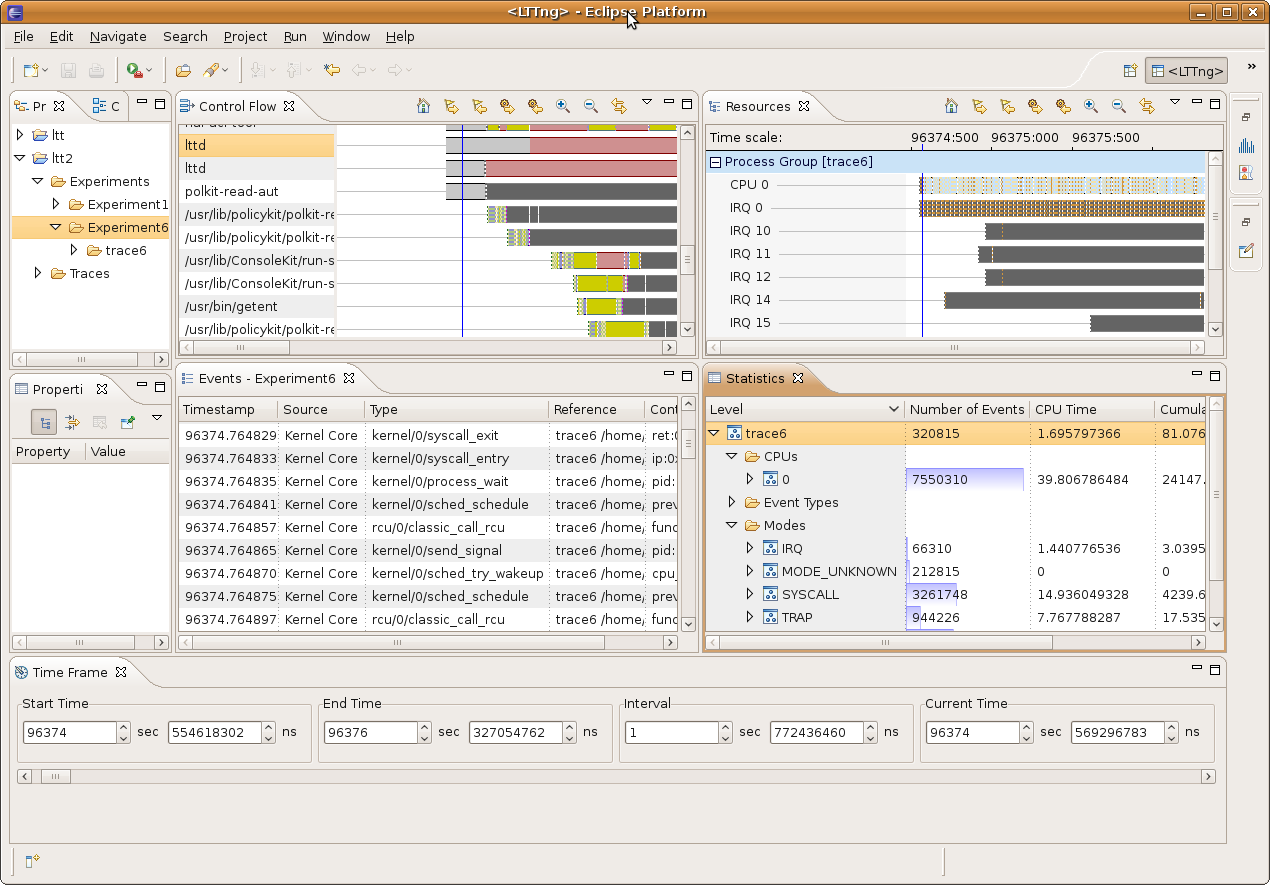 <LTTng> - Eclipse Platform
File Edit Navigate Search Project Run Window Help
<LTTng>
Pr
C
ltt
ltt2
Experiments
Experiment1
Experiment6
trace6
Traces
Control Flow
lttd
lttd
polkit-read-aut
/usr/lib/policykit/polkit-re
/usr/lib/policykit/polkit-re
/usr/lib/ConsoleKit/run-s
/usr/lib/ConsoleKit/run-s
/usr/bin/getent
/usr/lib/policykit/polkit-re
Resources
Time scale: 96374:500 96375:000 96375:500
Process Group [trace6]
CPU 0
IRQ 0
IRQ 10
IRQ 11
IRQ 12
IRQ 14
IRQ 15
Properti
Property Value
Events - Experiment6
Timestamp Source Type Reference Cont
96374.764829 Kernel Core kernel/0/syscall_exit trace6 /home/ ret:0
96374.764833 Kernel Core kernel/0/syscall_entry trace6 /home/ ip:0x
96374.764835 Kernel Core kernel/0/process_wait trace6 /home/ pid:
96374.764841 Kernel Core kernel/0/sched_schedule trace6 /home/ prev
96374.764857 Kernel Core rcu/0/classic_call_rcu trace6 /home/ func
96374.764865 Kernel Core kernel/0/send_signal trace6 /home/ pid:
96374.764870 Kernel Core kernel/0/sched_try_wakeup trace6 /home/ cpu_
96374.764875 Kernel Core kernel/0/sched_schedule trace6 /home/ prev
96374.764897 Kernel Core rcu/0/classic_call_rcu trace6 /home/ func
Statistics
Level Number of Events CPU Time Cumula
trace6 320815 1.695797366 81.076
CPUs
0 7550310 39.806786484 24147.
Event Types
Modes
IRQ 66310 1.440776536 3.0395
MODE_UNKNOWN 212815 0 0
SYSCALL 3261748 14.936049328 4239.6
TRAP 944226 7.767788287 17.535
Time Frame
Start Time End Time Interval Current Time
96374 sec 554618302 ns 96376 sec 327054762 ns 1 sec 772436460 ns 96374 sec 569296783 ns